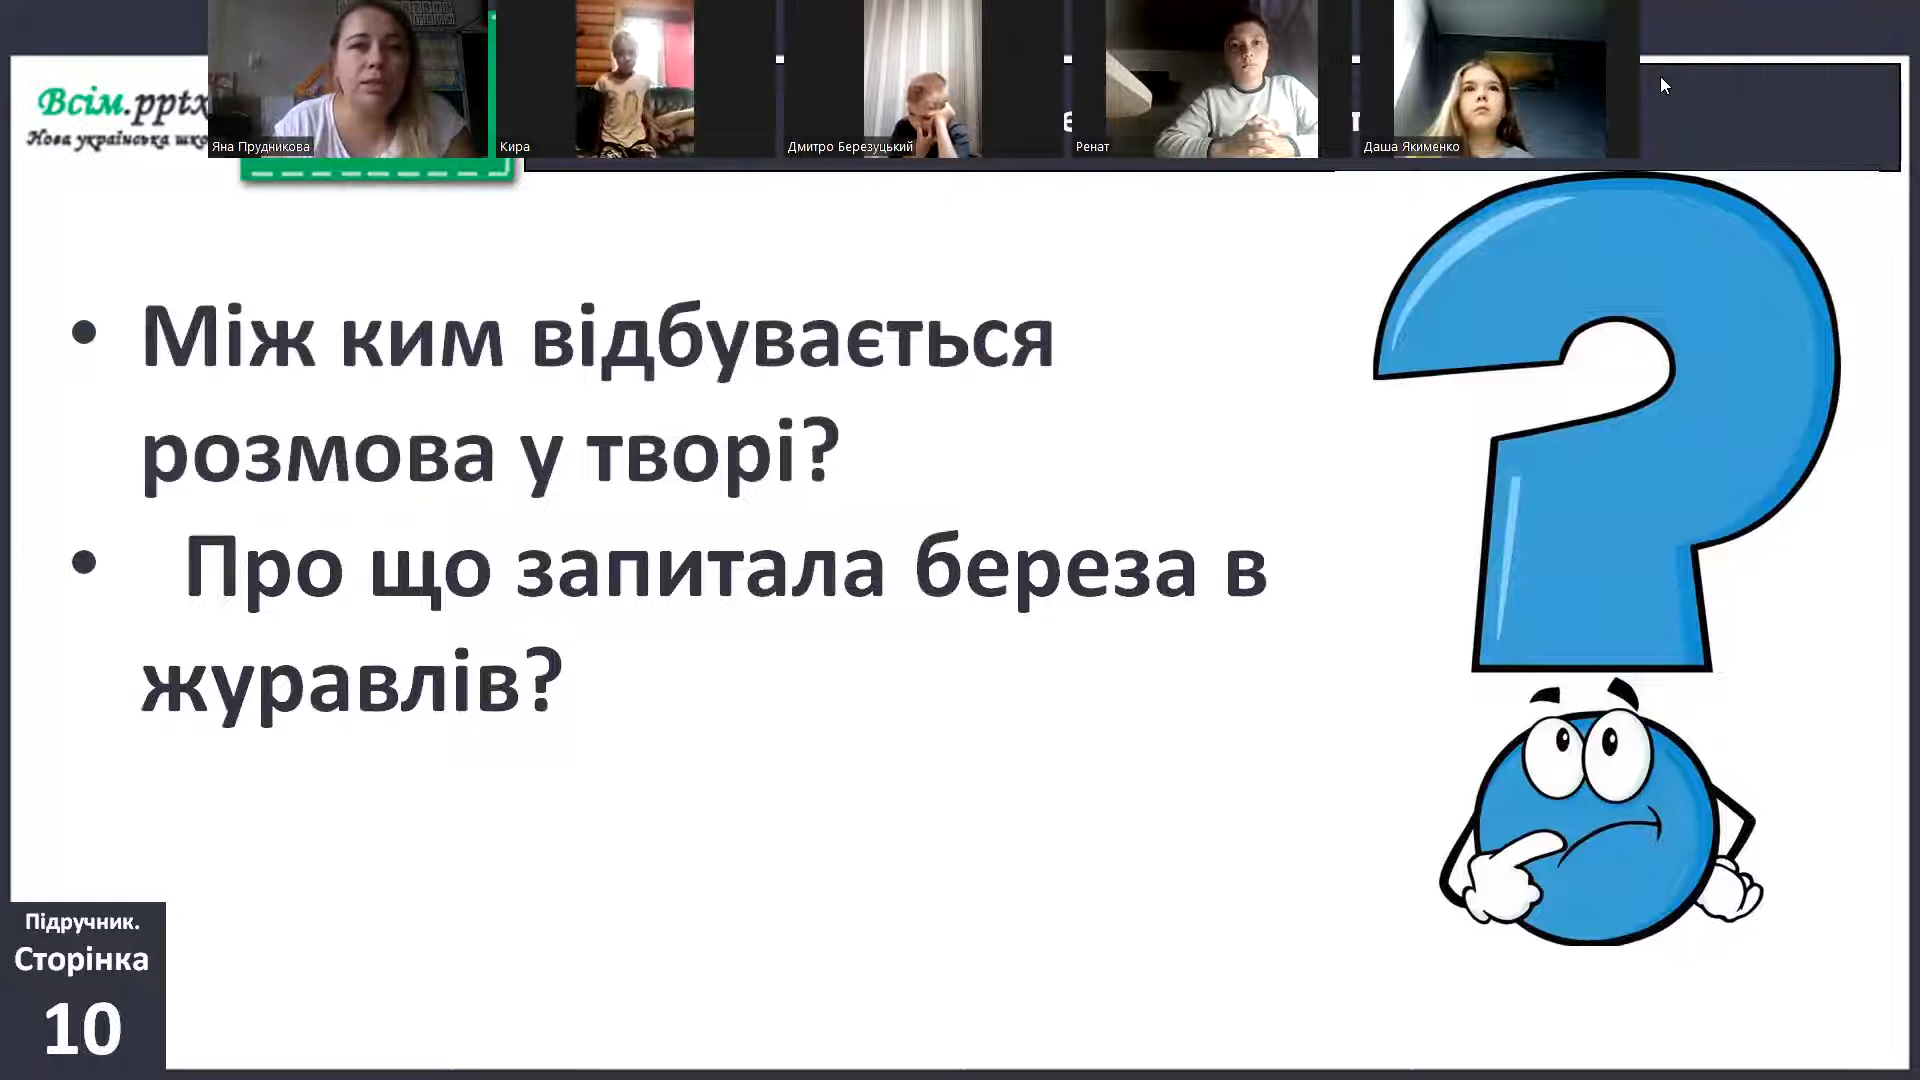 Всім.pptx
Нова українська шко
Яна Прудникова
Кира
Дмитро Березуцький
Ренат
Даша Якименко
• Між ким відбувається
розмова у творі?
• Про що запитала береза в
журавлів?
Підручник.
Сторінка
10